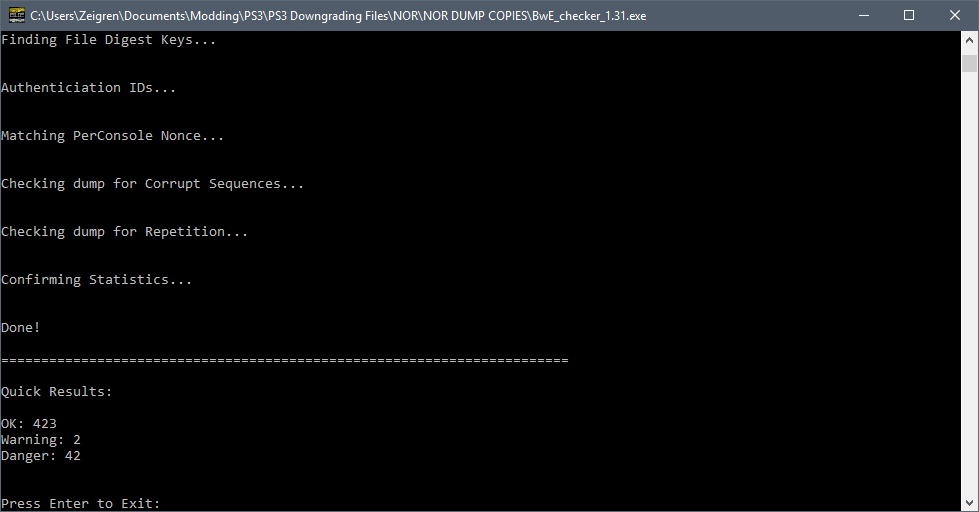 C:\Users\Zeigren\Documents\Modding\PS3\PS3 Downgrading Files\NOR\NOR DUMP COPIES\BwE_checker_1.31.exe
Finding File Digest Keys...
Authenticiation IDs...
Matching PerConsole Nonce...
Checking dump for Corrupt Sequences...
Checking dump for Repetition...
Confirming Statistics...
Done!
=======================================================================
Quick Results:
OK: 423
Warning: 2
Danger: 42
Press Enter to Exit: